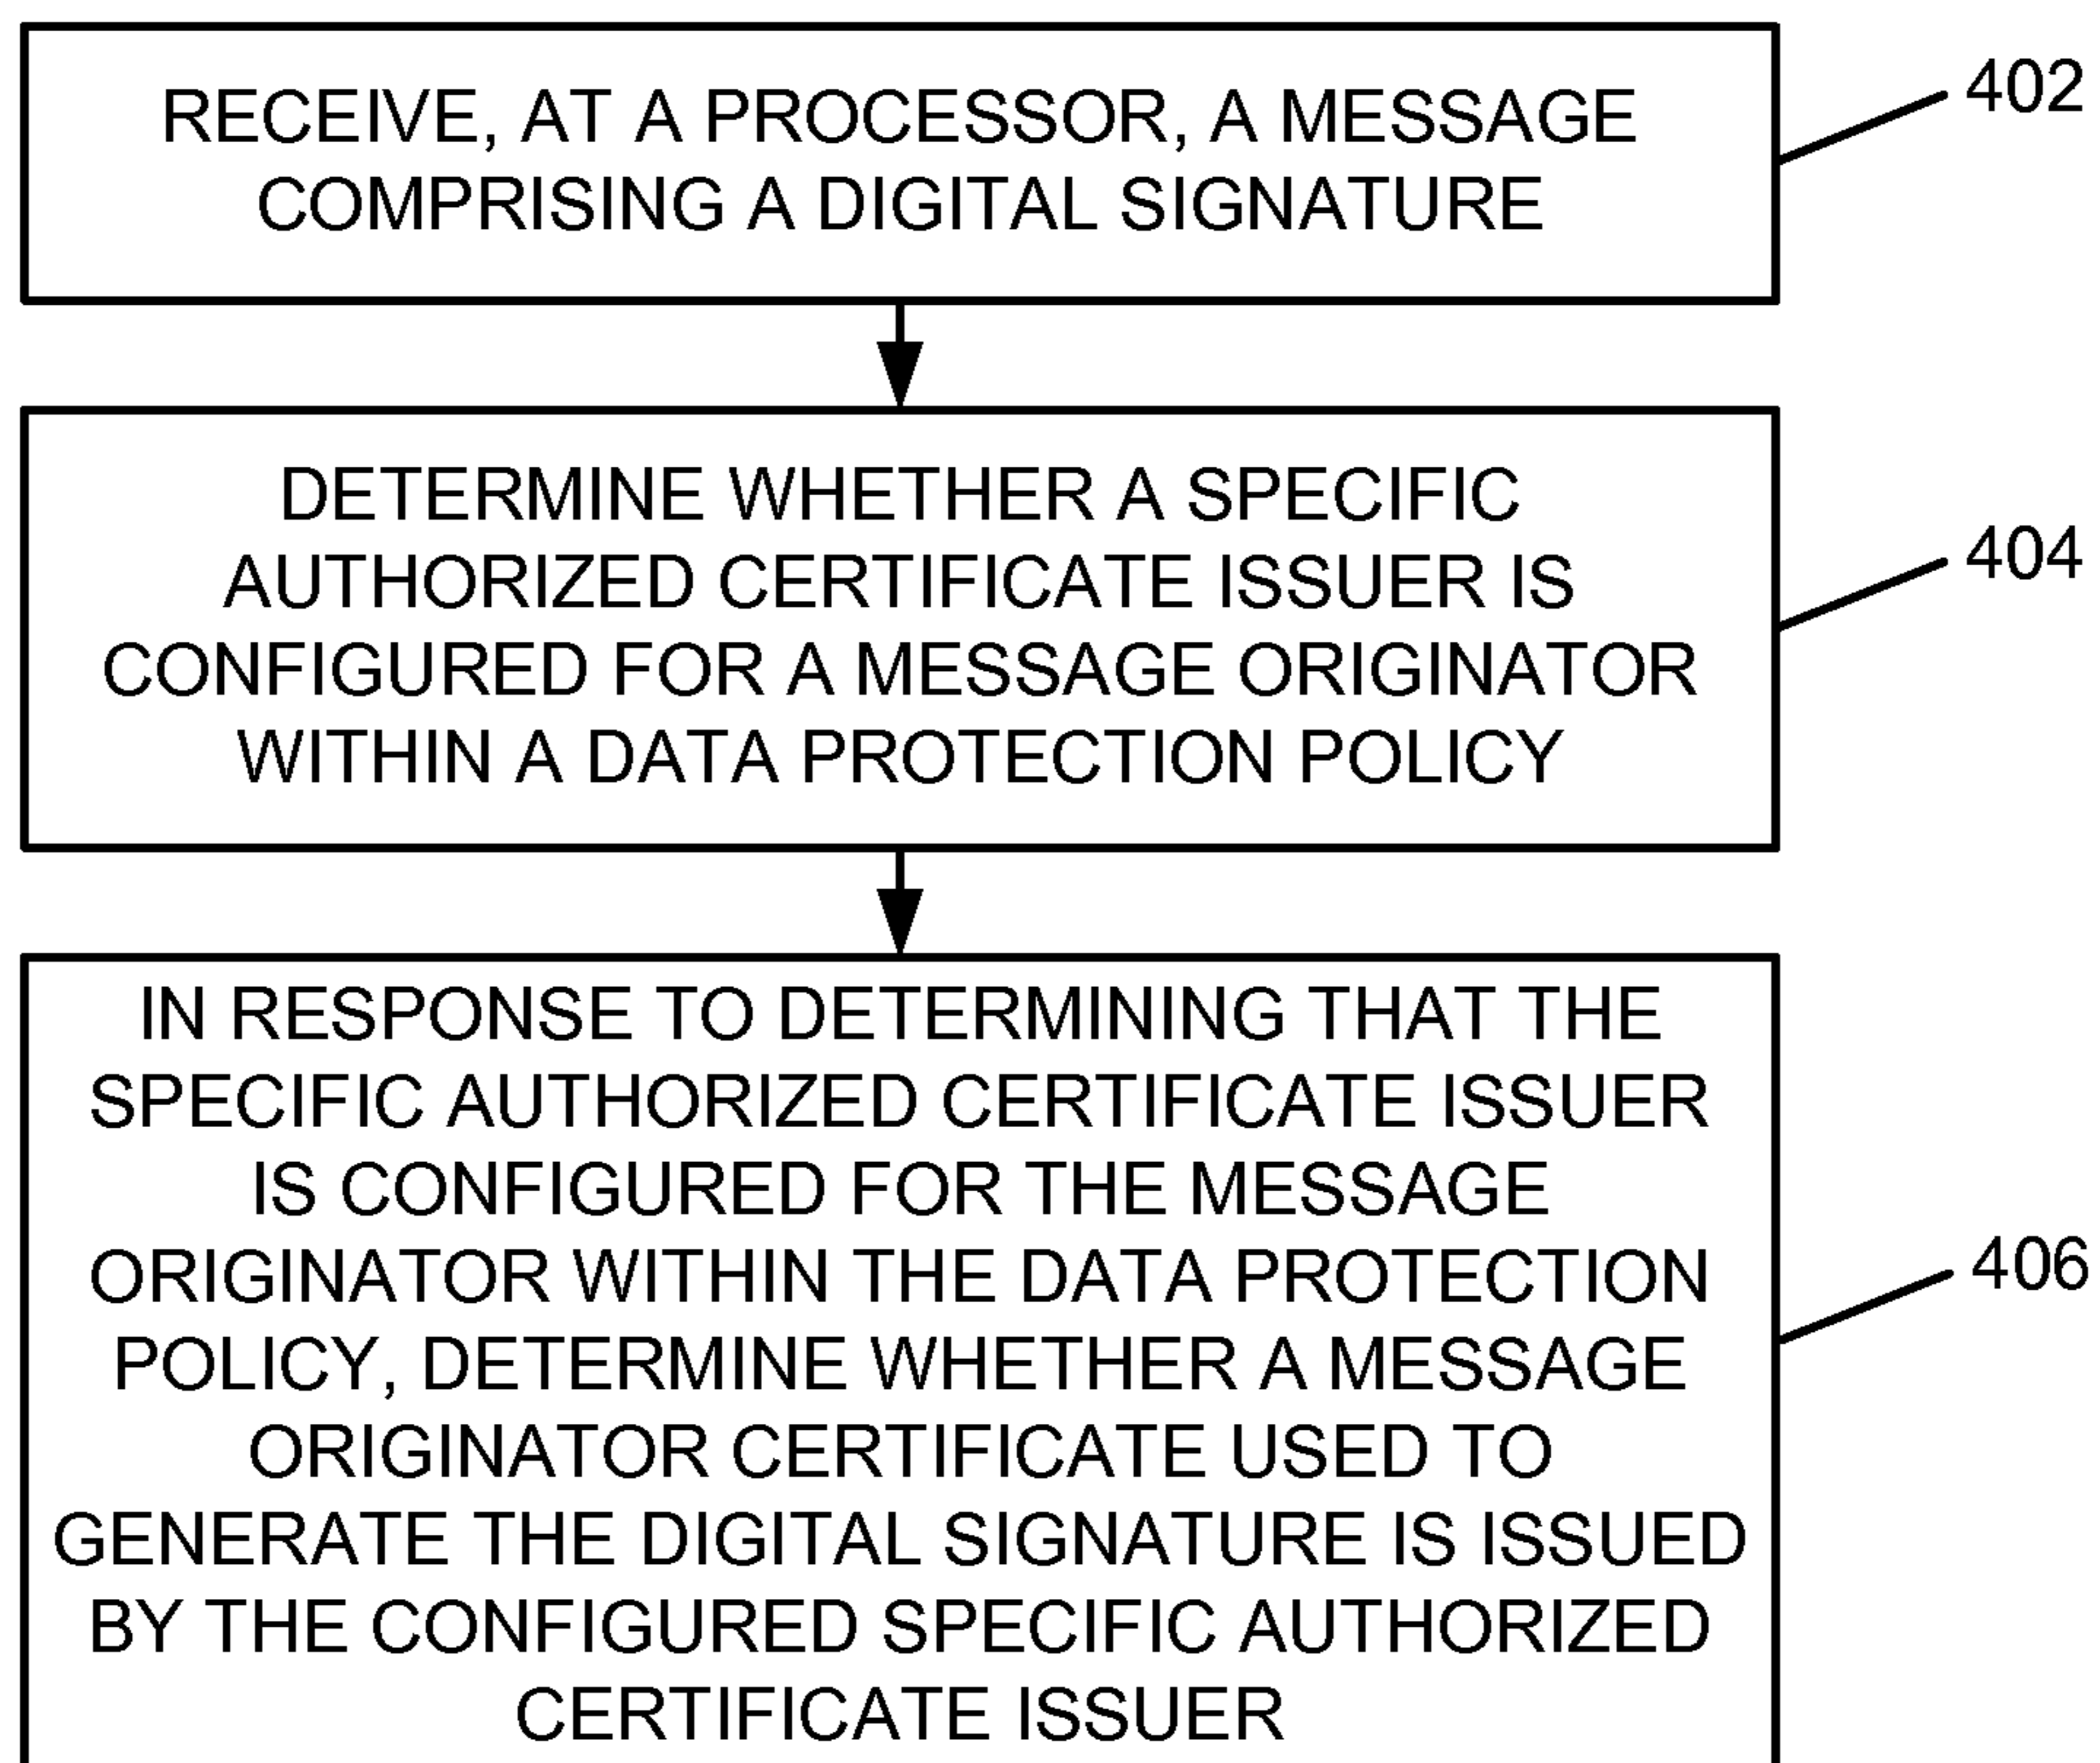 RECEIVE, AT A PROCESSOR, A MESSAGE
COMPRISING A DIGITAL SIGNATURE
402
DETERMINE WHETHER A SPECIFIC
AUTHORIZED CERTIFICATE ISSUER IS
CONFIGURED FOR A MESSAGE ORIGINATOR
WITHIN A DATA PROTECTION POLICY
404
IN RESPONSE TO DETERMINING THAT THE
SPECIFIC AUTHORIZED CERTIFICATE ISSUER
IS CONFIGURED FOR THE MESSAGE
ORIGINATOR WITHIN THE DATA PROTECTION
POLICY, DETERMINE WHETHER A MESSAGE
ORIGINATOR CERTIFICATE USED TO
GENERATE THE DIGITAL SIGNATURE IS ISSUED
BY THE CONFIGURED SPECIFIC AUTHORIZED
CERTIFICATE ISSUER
406